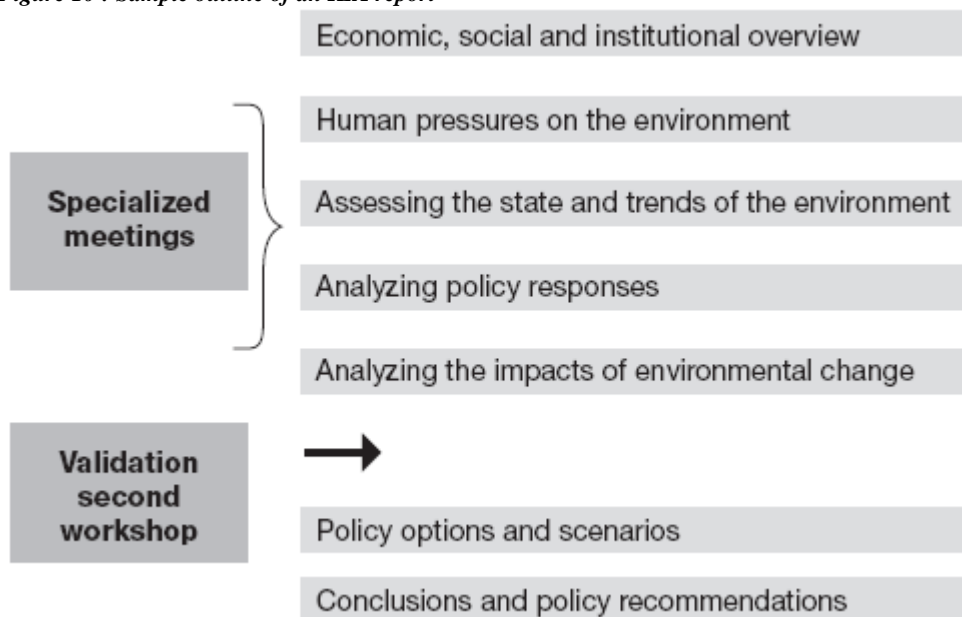 Economic, social and institutional overview
Human pressures on the environment
Specialized
meetings
Assessing the state and trends of the environment
Analyzing policy responses
Analyzing the impacts of environmental change
Validation
second
workshop
Policy options and scenarios
Conclusions and policy recommendations